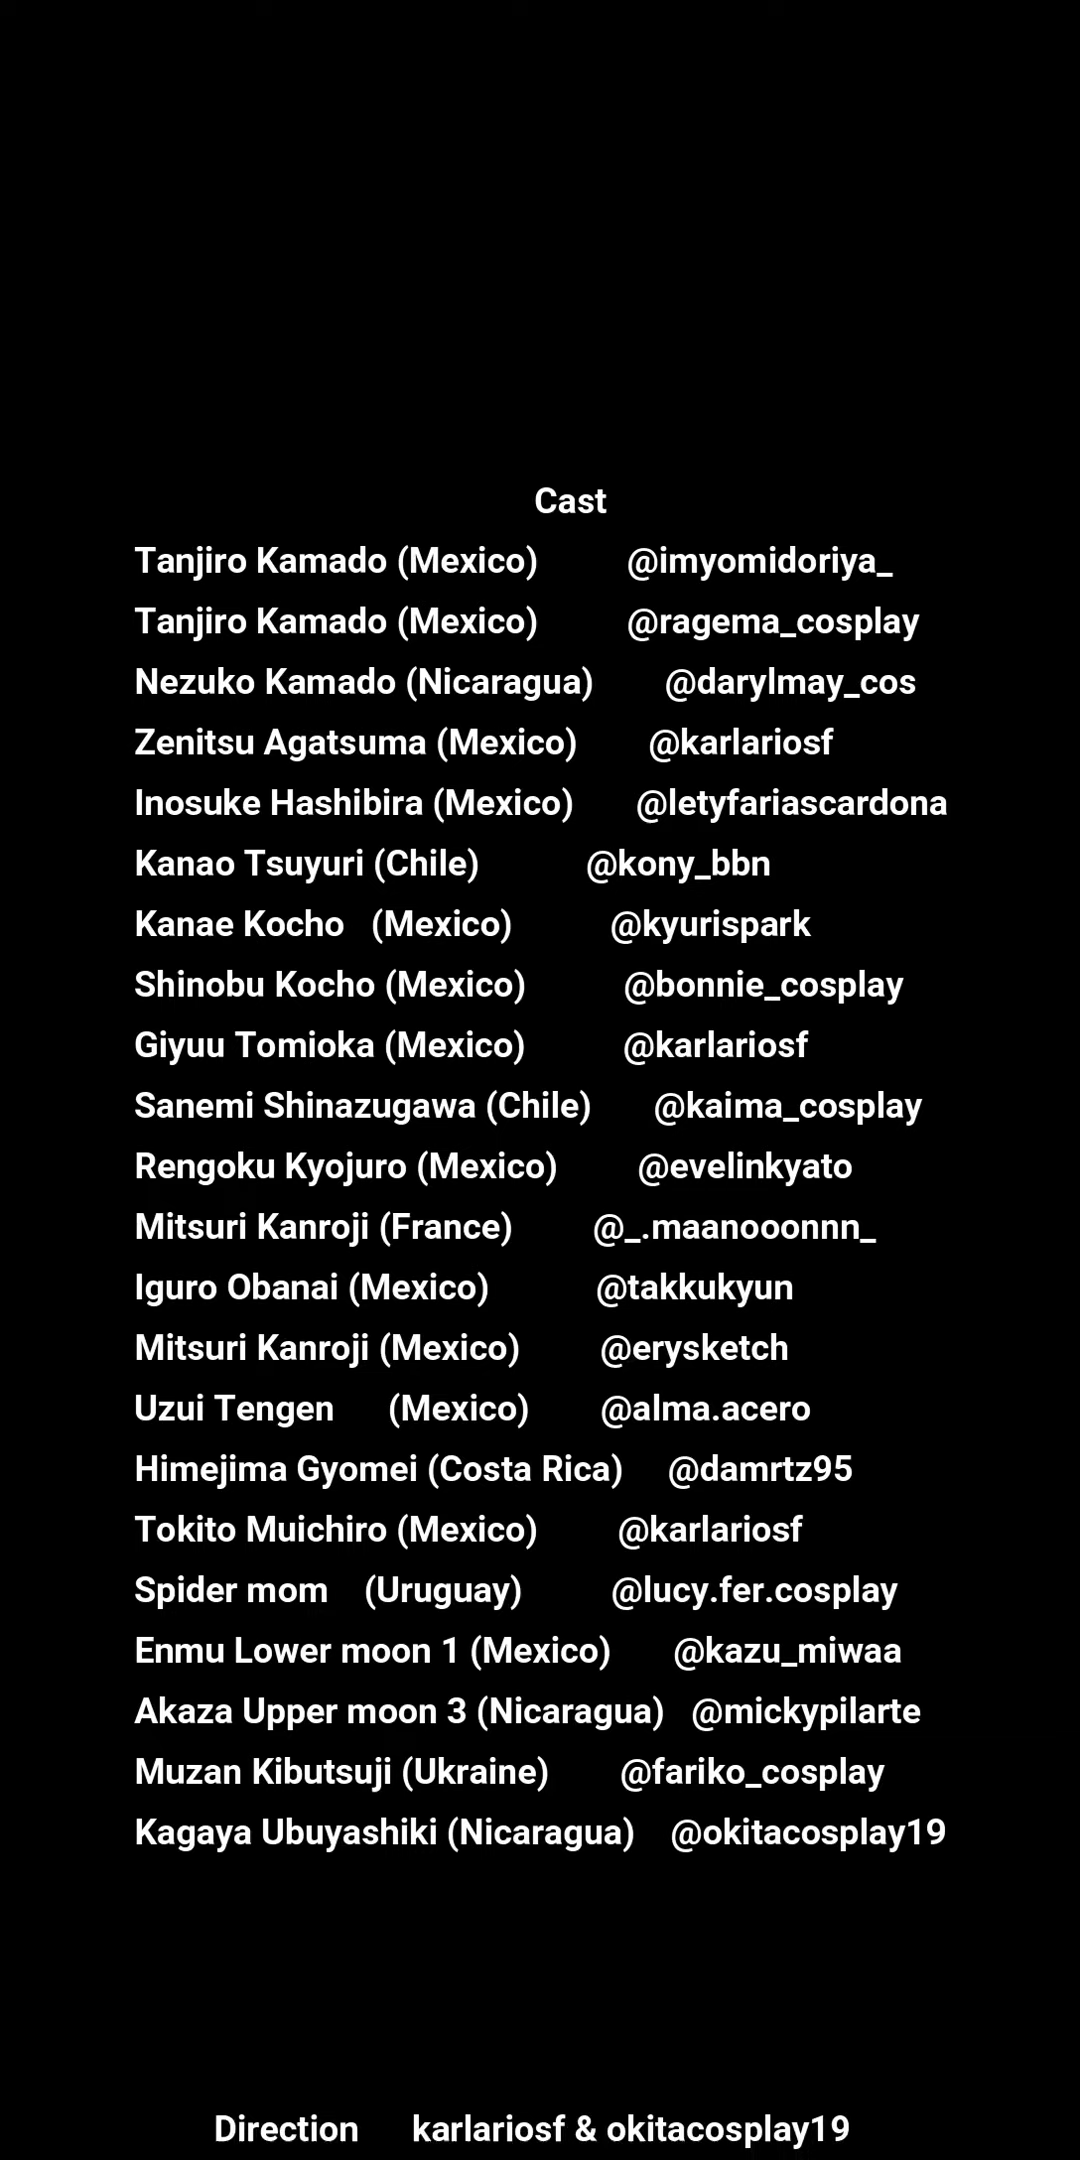 Cast
Tanjiro Kamado (Mexico) @imyomidoriya_
Tanjiro Kamado (Mexico) @ragema_cosplay
Nezuko Kamado (Nicaragua) @darylmay_cos
Zenitsu Agatsuma (Mexico) @karlariosf
Inosuke Hashibira (Mexico) @letyfariascardona
Kanao Tsuyuri (Chile) @kony_bbn
Kanae Kocho (Mexico) @kyurispark
Shinobu Kocho (Mexico) @bonnie_cosplay
Giyuu Tomioka (Mexico) @karlariosf
Sanemi Shinazugawa (Chile) @kaima_cosplay
Rengoku Kyojuro (Mexico) @evelinkyato
Mitsuri Kanroji (France) @_.maanooonnn_
Iguro Obanai (Mexico) @takkukyun
Mitsuri Kanroji (Mexico) @erysketch
Uzui Tengen (Mexico) @alma.acero
Himejima Gyomei (Costa Rica) @damrtz95
Tokito Muichiro (Mexico) @karlariosf
Spider mom (Uruguay) @lucy.fer.cosplay
Enmu Lower moon 1 (Mexico) @kazu_miwaa
Akaza Upper moon 3 (Nicaragua) @mickypilarte
Muzan Kibutsuji (Ukraine) @fariko_cosplay
Kagaya Ubuyashiki (Nicaragua) @okitacosplay19
Direction karlariosf & okitacosplay19